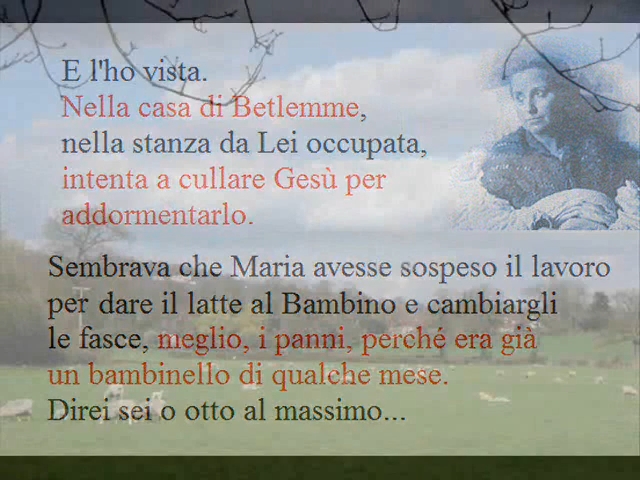 E l'ho vista.
Nella casa di Betlemme,
nella stanza da Lei occupata,
intenta a cullare Gesù per
addormentarlo.
Sembrava che Maria avesse sospeso il lavoro
per dare il latte al Bambino e cambiargli
le fasce, meglio, i panni, perché era già
un bambinello di qualche mese.
Direi sei o otto al massimo...